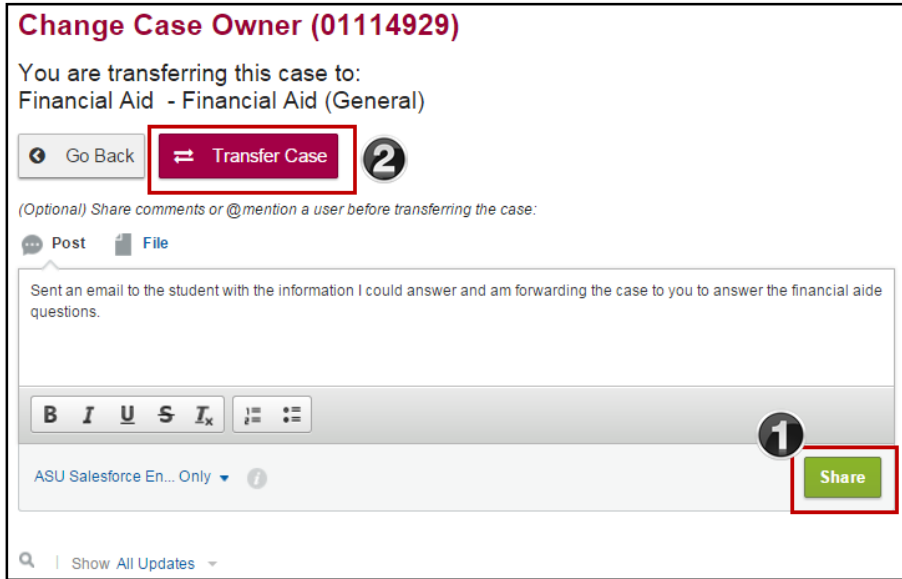 Change Case Owner (01114929)
You are transferring this case to:
Financial Aid - Financial Aid (General)
Go Back
Transfer Case
2
(Optional) Share comments or @mention a user before transferring the case:
Post
File
Sent an email to the student with the information I could answer and am forwarding the case to you to answer the financial aide
questions.
B I U S Tx
1
ASU Salesforce En... Only
Share
Show All Updates